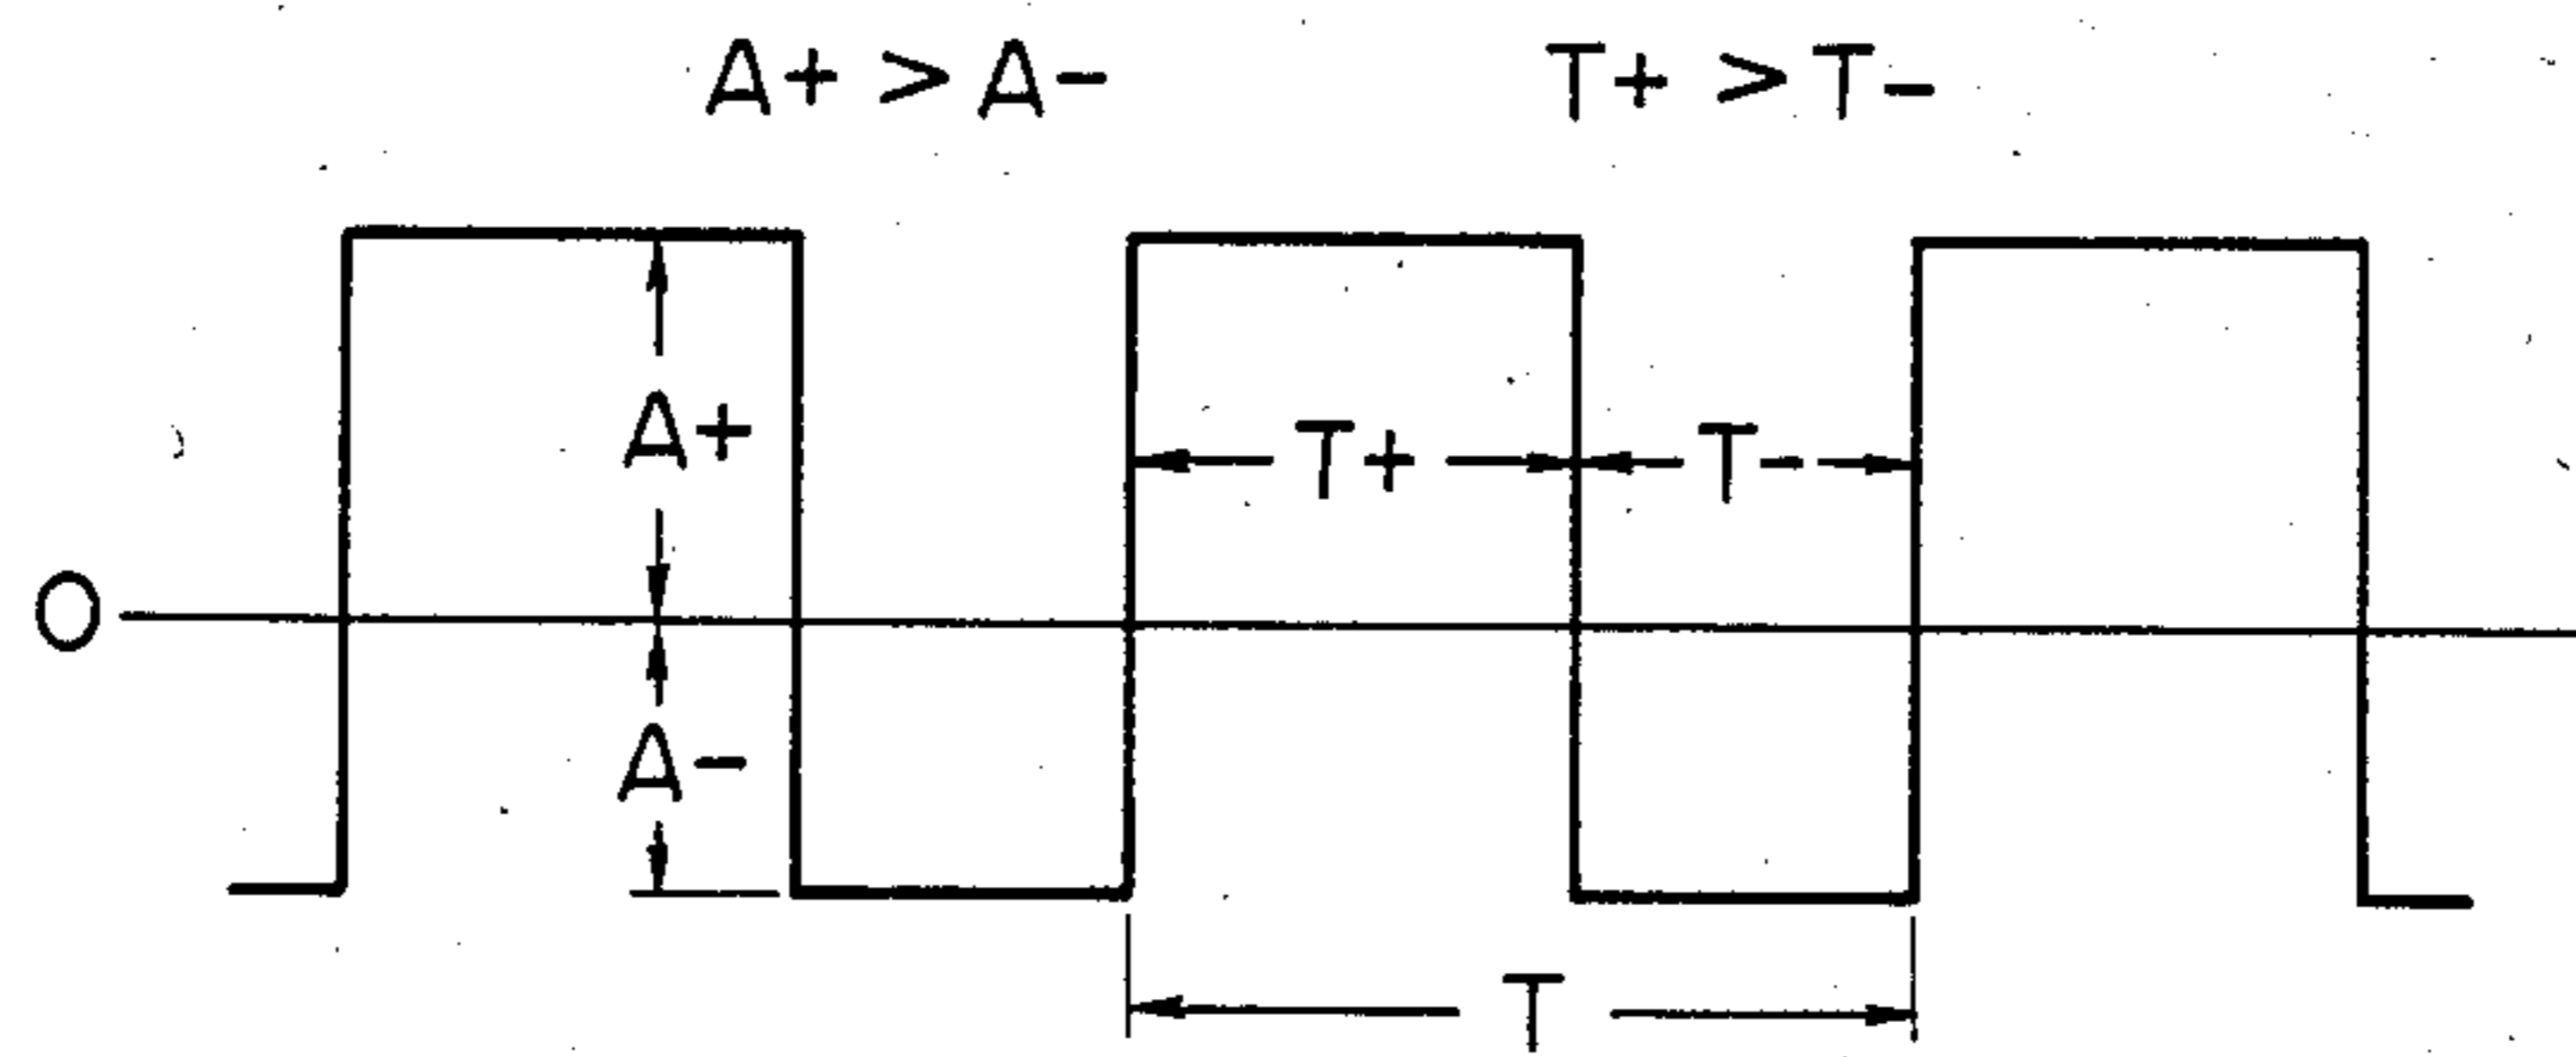 A+ > A-    T+ > T-
A+
T+ T-
O
A-
T